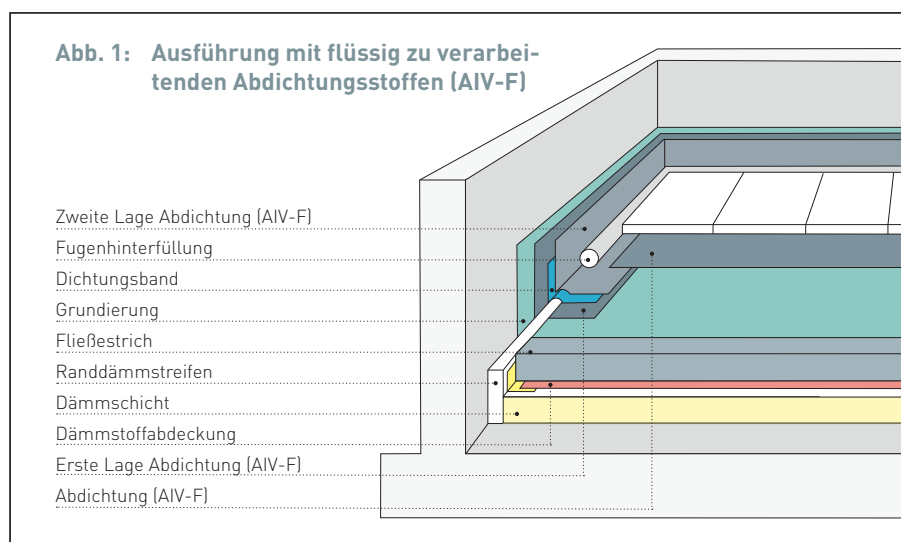 Abb. 1: Ausführung mit flüssig zu verarbei-
tenden Abdichtungsstoffen (AIV-F)
Zweite Lage Abdichtung (AIV-F)
Fugenhinterfüllung
Dichtungsband
Grundierung
Fließestrich
Randdämmstreifen
Dämmschicht
Dämmstoffabdeckung
Erste Lage Abdichtung (AIV-F)
Abdichtung (AIV-F)